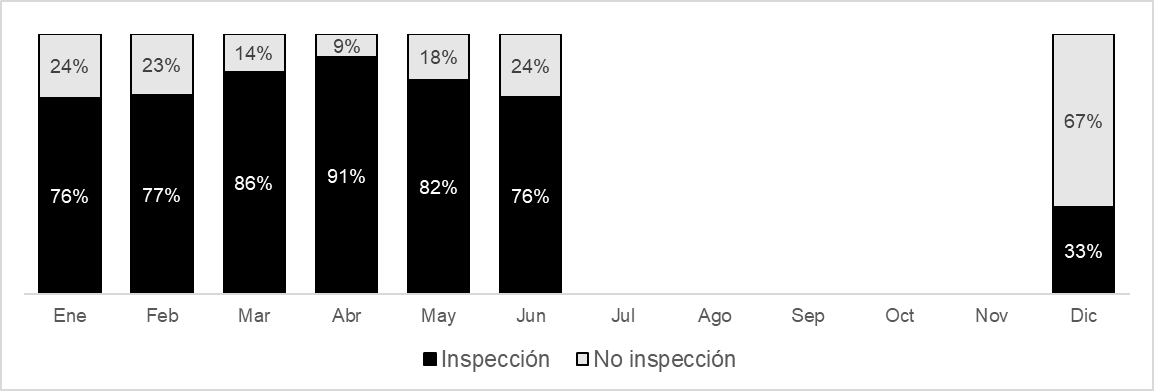 24% 23% 14% 9% 18% 24% 67%
76% 77% 86% 91% 82% 76% 33%
Ene Feb Mar Abr May Jun Jul Ago Sep Oct Nov Dic
Inspección No inspección